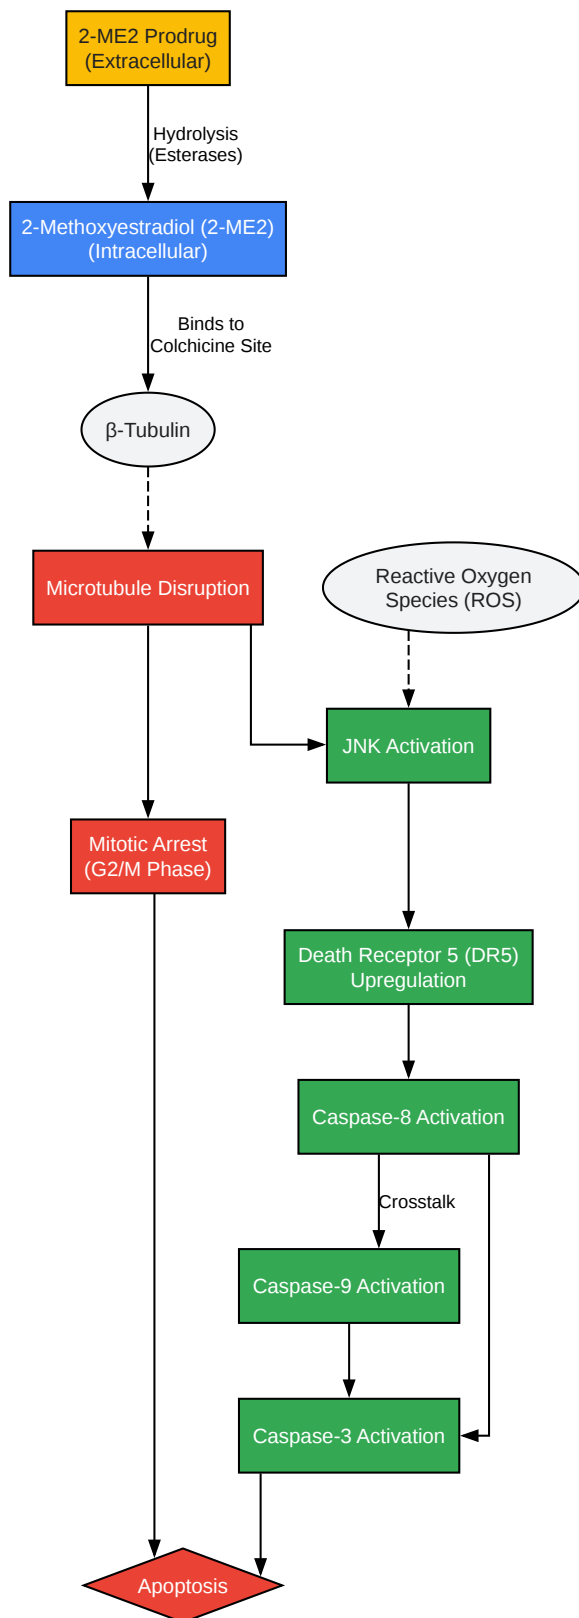 2-ME2 Prodrug
(Extracellular)
Hydrolysis
(Esterases)
2-Methoxyestradiol (2-ME2)
(Intracellular)
Binds to
Colchicine Site
β-Tubulin
Microtubule Disruption
Reactive Oxygen
Species (ROS)
JNK Activation
Mitotic Arrest
(G2/M Phase)
Death Receptor 5 (DR5)
Upregulation
Caspase-8 Activation
Crosstalk
Caspase-9 Activation
Caspase-3 Activation
Apoptosis